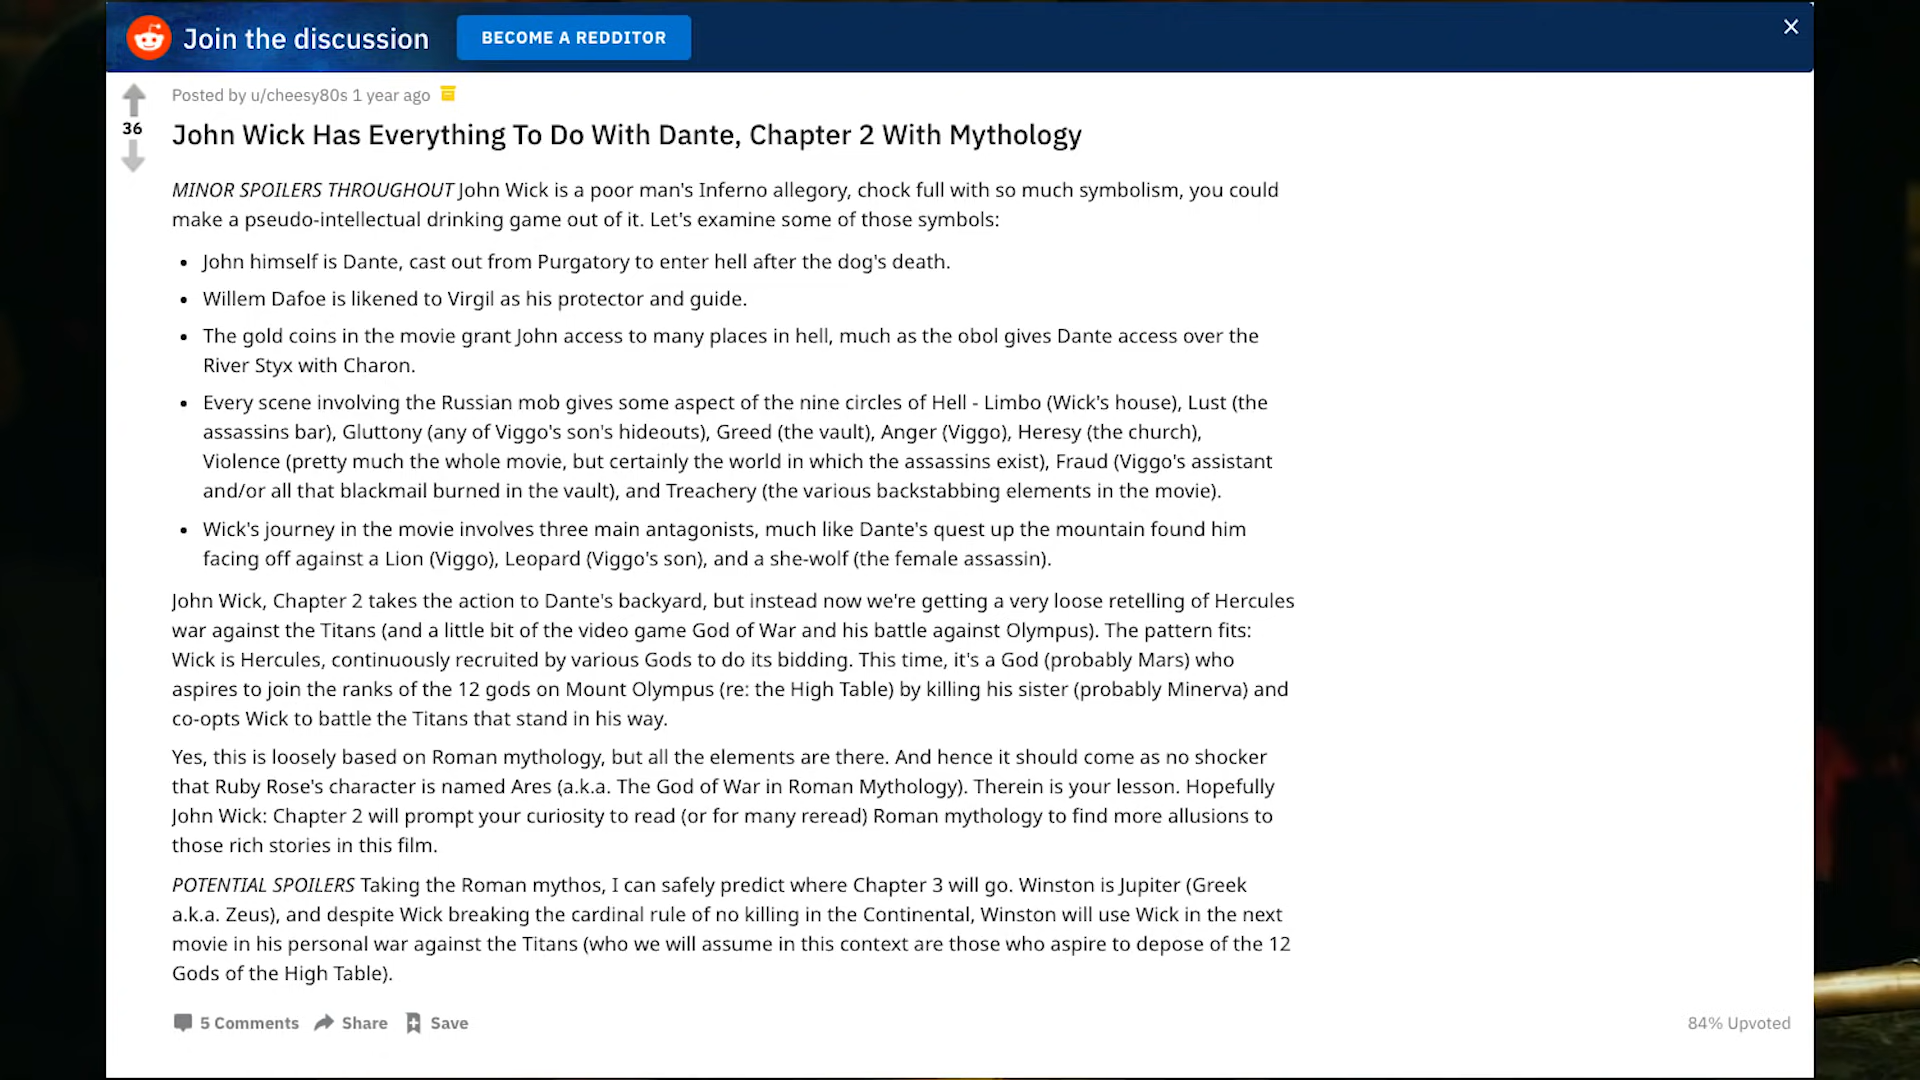 Join the discussion
BECOME A REDDITOR
Posted by u/cheesy80s 1 year ago
36
John Wick Has Everything To Do With Dante, Chapter 2 With Mythology
MINOR SPOILERS THROUGHOUT John Wick is a poor man's Inferno allegory, chock full with so much symbolism, you could
make a pseudo-intellectual drinking game out of it. Let's examine some of those symbols:
• John himself is Dante, cast out from Purgatory to enter hell after the dog's death.
• Willem Dafoe is likened to Virgil as his protector and guide.
• The gold coins in the movie grant John access to many places in hell, much as the obol gives Dante access over the
River Styx with Charon.
• Every scene involving the Russian mob gives some aspect of the nine circles of Hell - Limbo (Wick's house), Lust (the
assassins bar), Gluttony (any of Viggo's son's hideouts), Greed (the vault), Anger (Viggo), Heresy (the church),
Violence (pretty much the whole movie, but certainly the world in which the assassins exist), Fraud (Viggo's assistant
and/or all that blackmail burned in the vault), and Treachery (the various backstabbing elements in the movie).
• Wick's journey in the movie involves three main antagonists, much like Dante's quest up the mountain found him
facing off against a Lion (Viggo), Leopard (Viggo's son), and a she-wolf (the female assassin).
John Wick, Chapter 2 takes the action to Dante's backyard, but instead now we're getting a very loose retelling of Hercules
war against the Titans (and a little bit of the video game God of War and his battle against Olympus). The pattern fits:
Wick is Hercules, continuously recruited by various Gods to do its bidding. This time, it's a God (probably Mars) who
aspires to join the ranks of the 12 gods on Mount Olympus (re: the High Table) by killing his sister (probably Minerva) and
co-opts Wick to battle the Titans that stand in his way.
Yes, this is loosely based on Roman mythology, but all the elements are there. And hence it should come as no shocker
that Ruby Rose's character is named Ares (a.k.a. The God of War in Roman Mythology). Therein is your lesson. Hopefully
John Wick: Chapter 2 will prompt your curiosity to read (or for many reread) Roman mythology to find more allusions to
those rich stories in this film.
POTENTIAL SPOILERS Taking the Roman mythos, I can safely predict where Chapter 3 will go. Winston is Jupiter (Greek
a.k.a. Zeus), and despite Wick breaking the cardinal rule of no killing in the Continental, Winston will use Wick in the next
movie in his personal war against the Titans (who we will assume in this context are those who aspire to depose of the 12
Gods of the High Table).
5 Comments Share Save
84% Upvoted